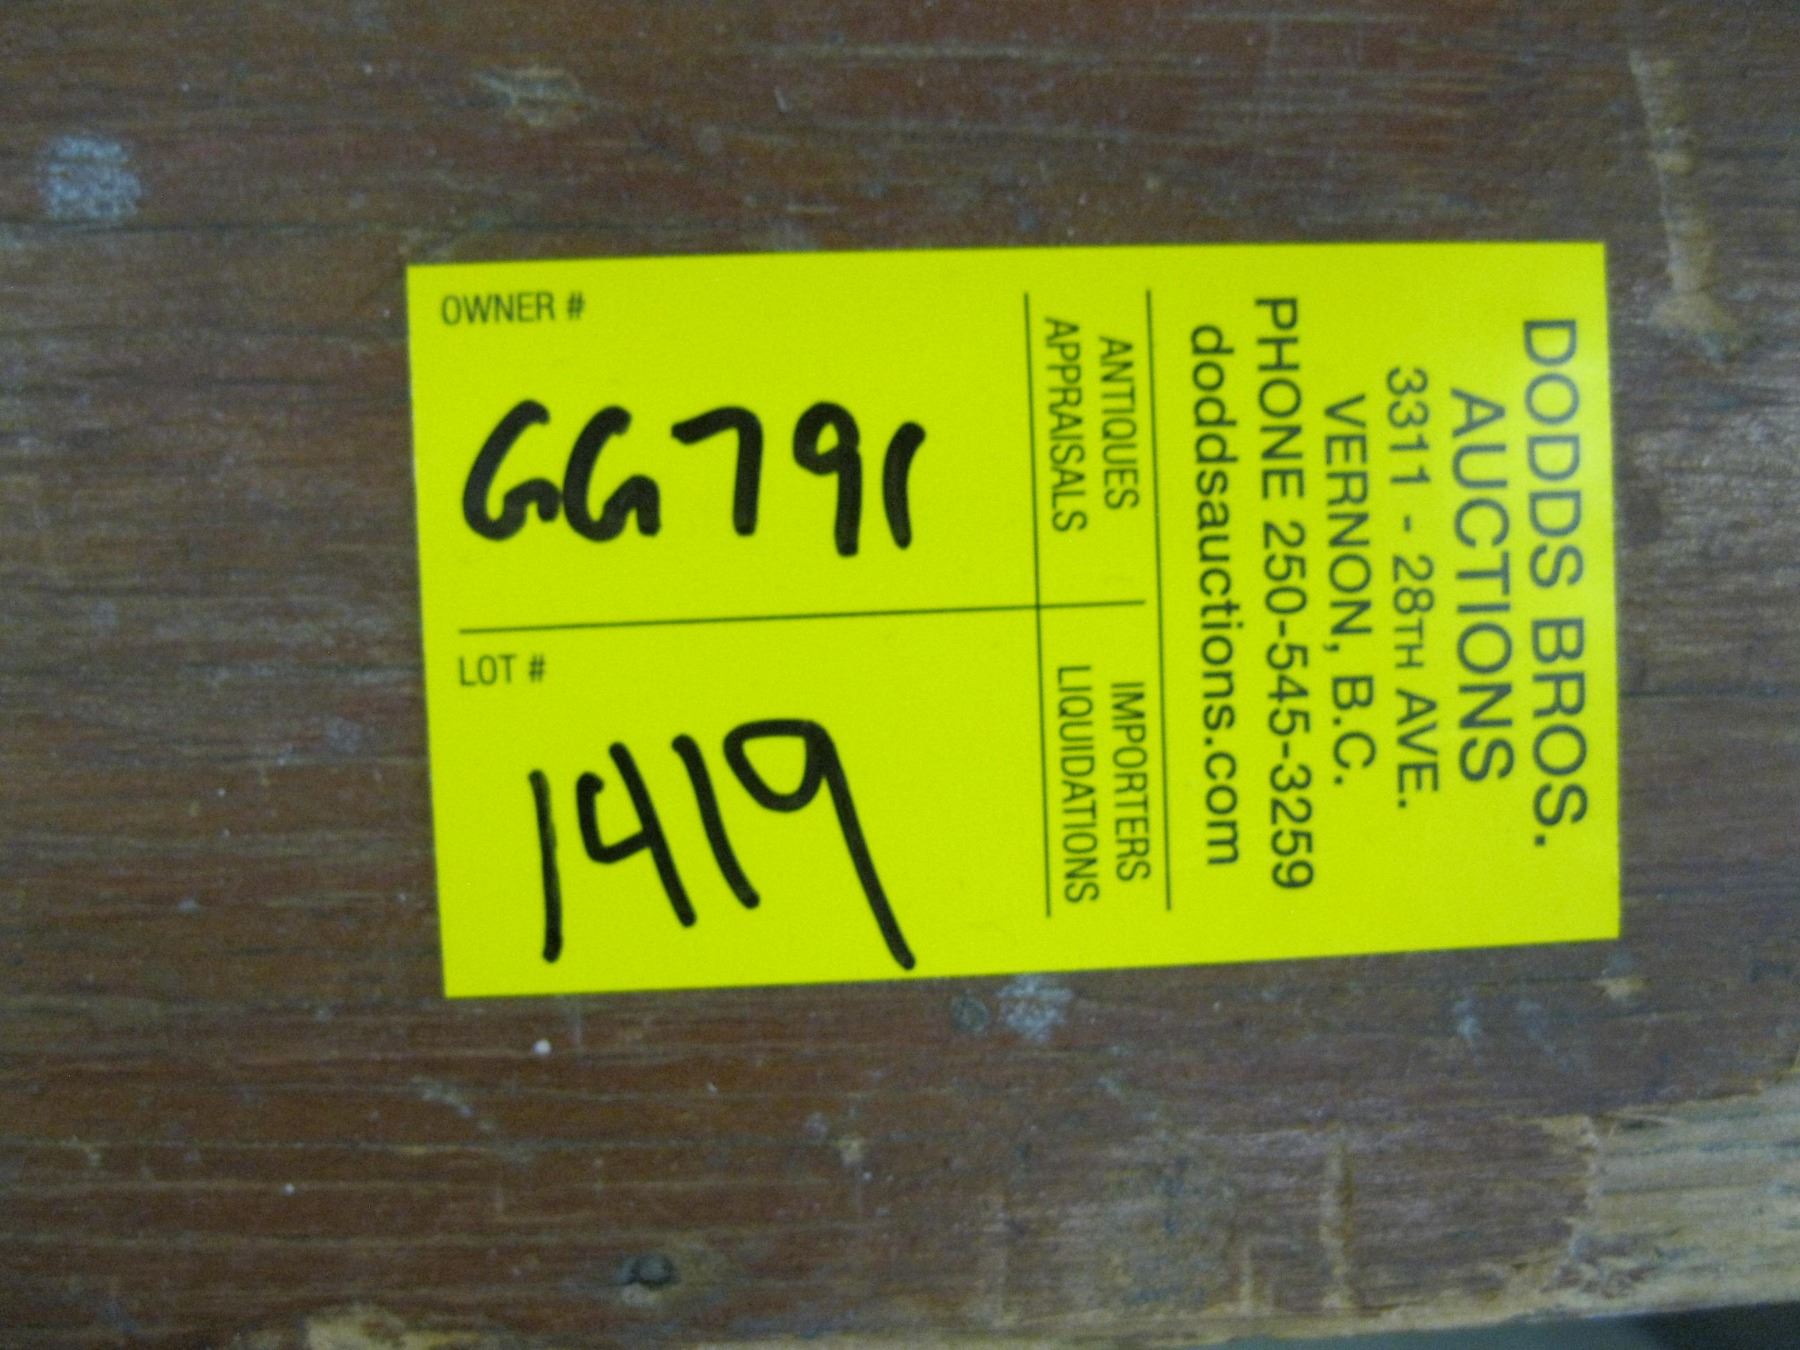 DODDS BROS.
AUCTIONS
3311 - 28TH AVE.
VERNON, B.C.
PHONE 250-545-3259
doddsauctions.com
ANTIQUES
APPRAISALS
IMPORTERS
LIQUIDATIONS
OWNER #
GG791
LOT #
1419